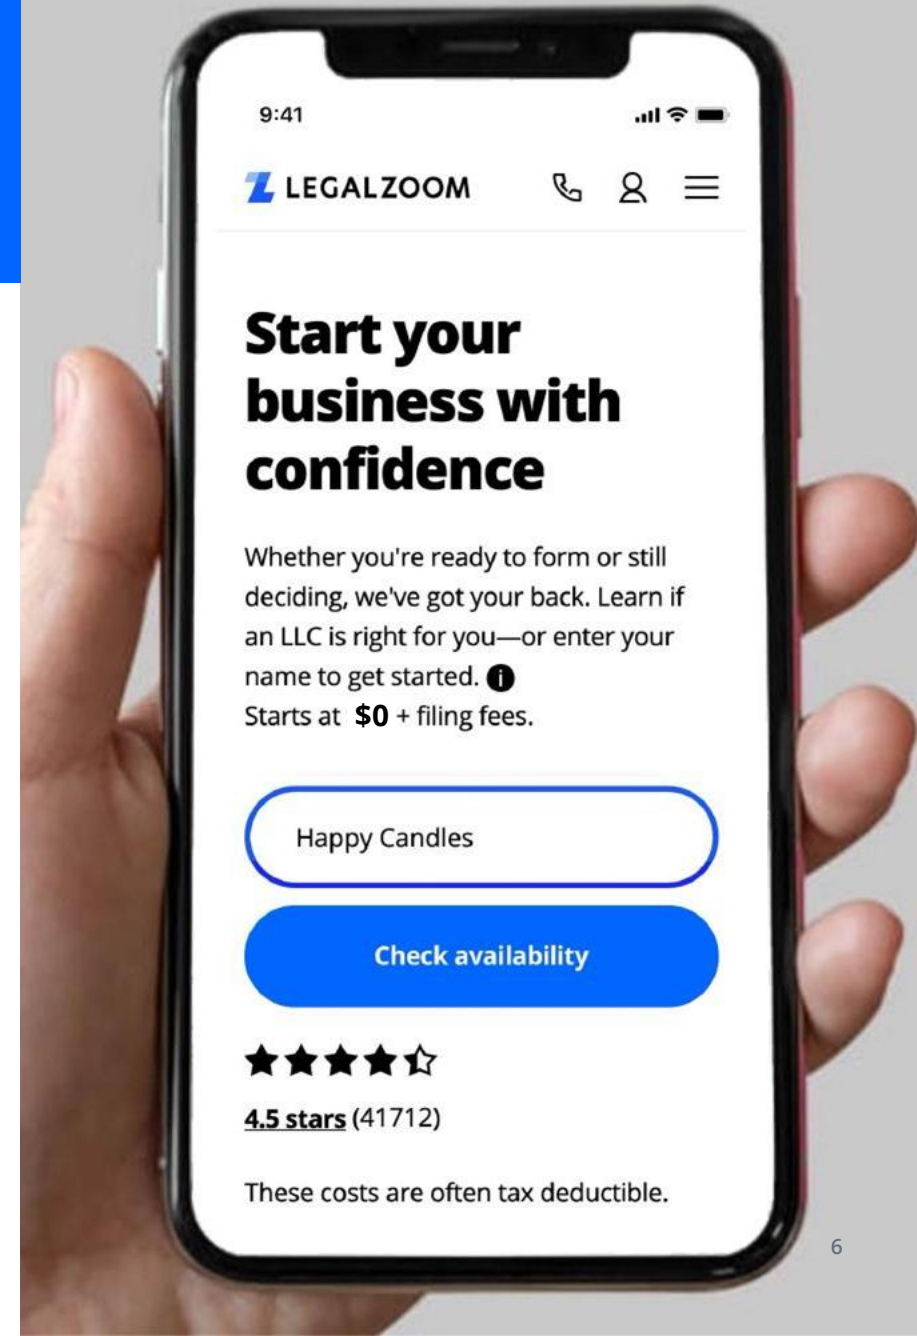 9:41
LEGALZOOM
Start your
business with
confidence
Whether you're ready to form or still
deciding, we've got your back. Learn if
an LLC is right for you—or enter your
name to get started. i
Starts at $0 + filing fees.
Happy Candles
Check availability
4.5 stars (41712)
These costs are often tax deductible.
6